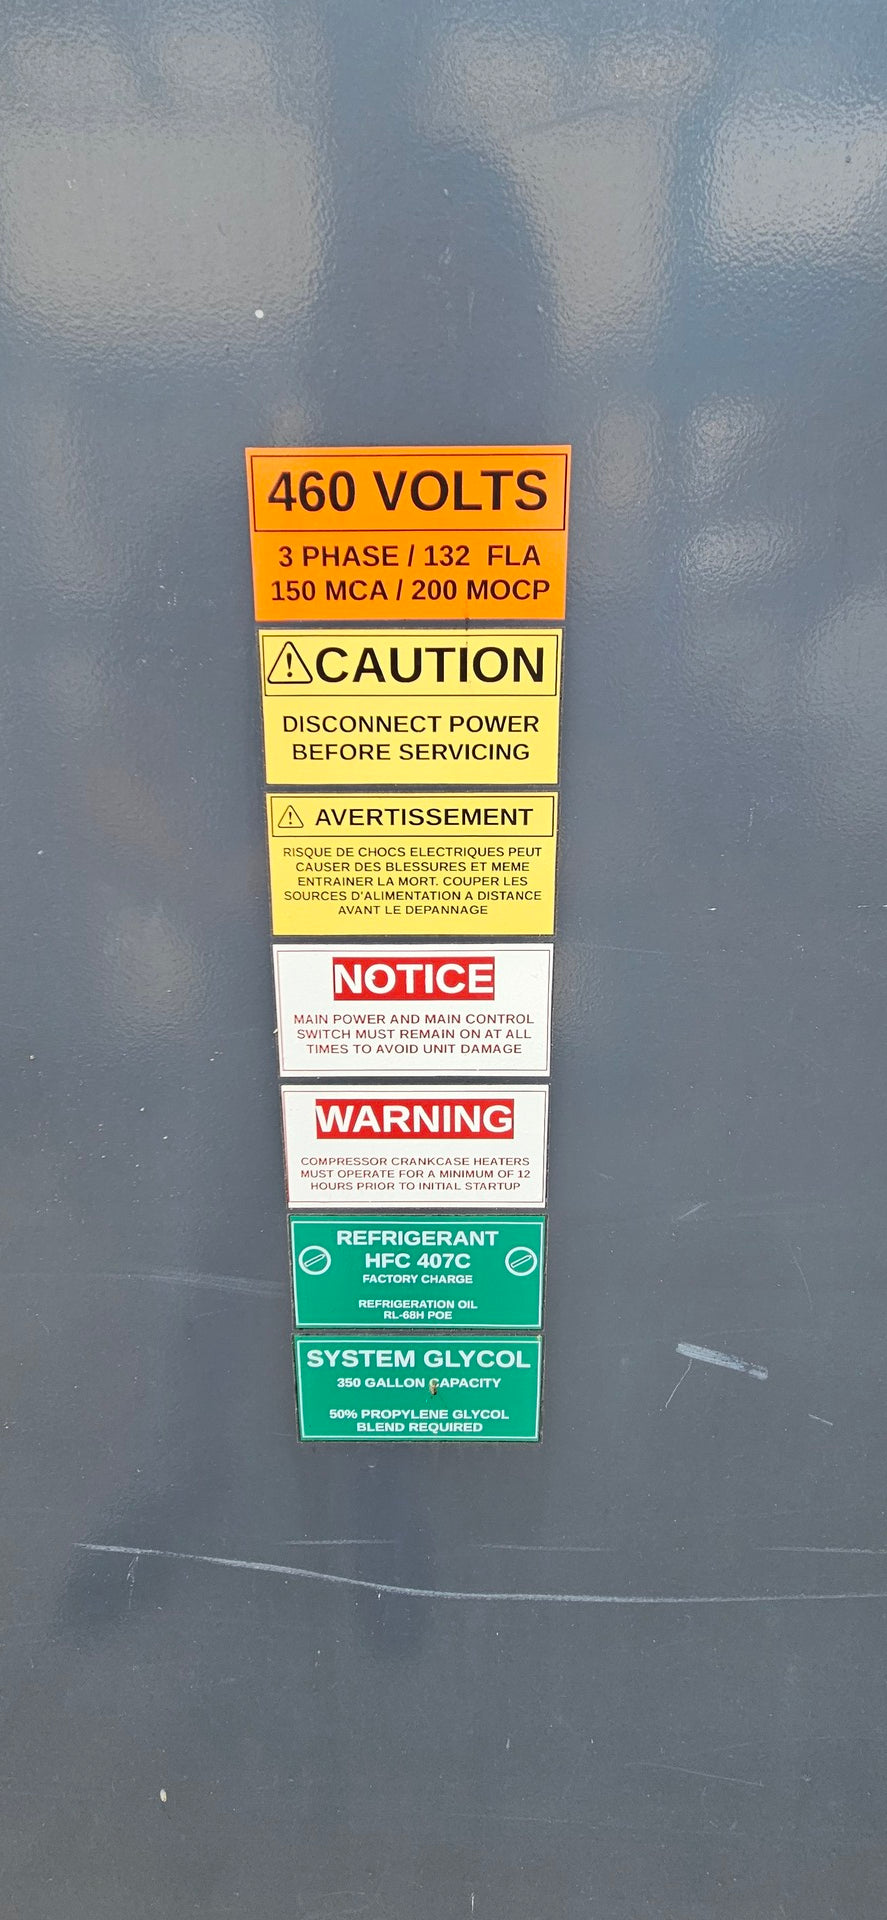 460 VOLTS
3 PHASE / 132 FLA
150 MCA / 200 MOCP
CAUTION
DISCONNECT POWER
BEFORE SERVICING
AVERTISSEMENT
RISQUE DE CHOCS ELECTRIQUES PEUT
CAUSER DES BLESSURES ET MEME
ENTRAINER LA MORT. COUPER LES
SOURCES D'ALIMENTATION A DISTANCE
AVANT LE DEPANNAGE
NOTICE
MAIN POWER AND MAIN CONTROL
SWITCH MUST REMAIN ON AT ALL
TIMES TO AVOID UNIT DAMAGE
WARNING
COMPRESSOR CRANKCASE HEATERS
MUST OPERATE FOR A MINIMUM OF 12
HOURS PRIOR TO INITIAL STARTUP
REFRIGERANT
HFC 407C
FACTORY CHARGE
REFRIGERATION OIL
RL-68H POE
SYSTEM GLYCOL
350 GALLON CAPACITY
50% PROPYLENE GLYCOL
BLEND REQUIRED